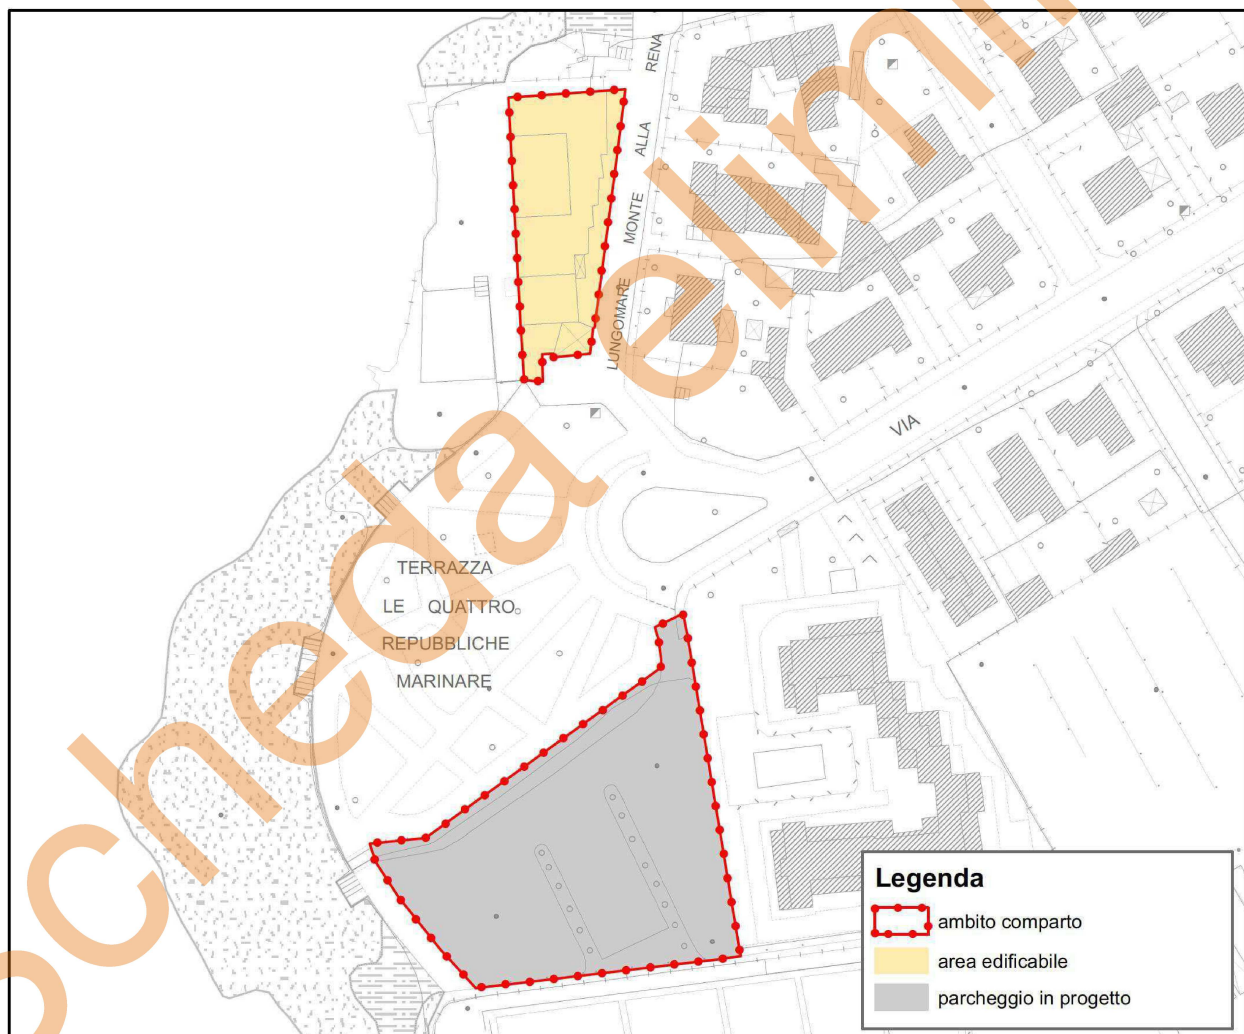 RENA
ALLA
MONTE
LUNGOMARE
VIA
TERRAZZA
LE QUATTRO
REPUBBLICHE
MARINARE
scheda elim
Legenda
ambito comparto
area edificabile
parcheggio in progetto